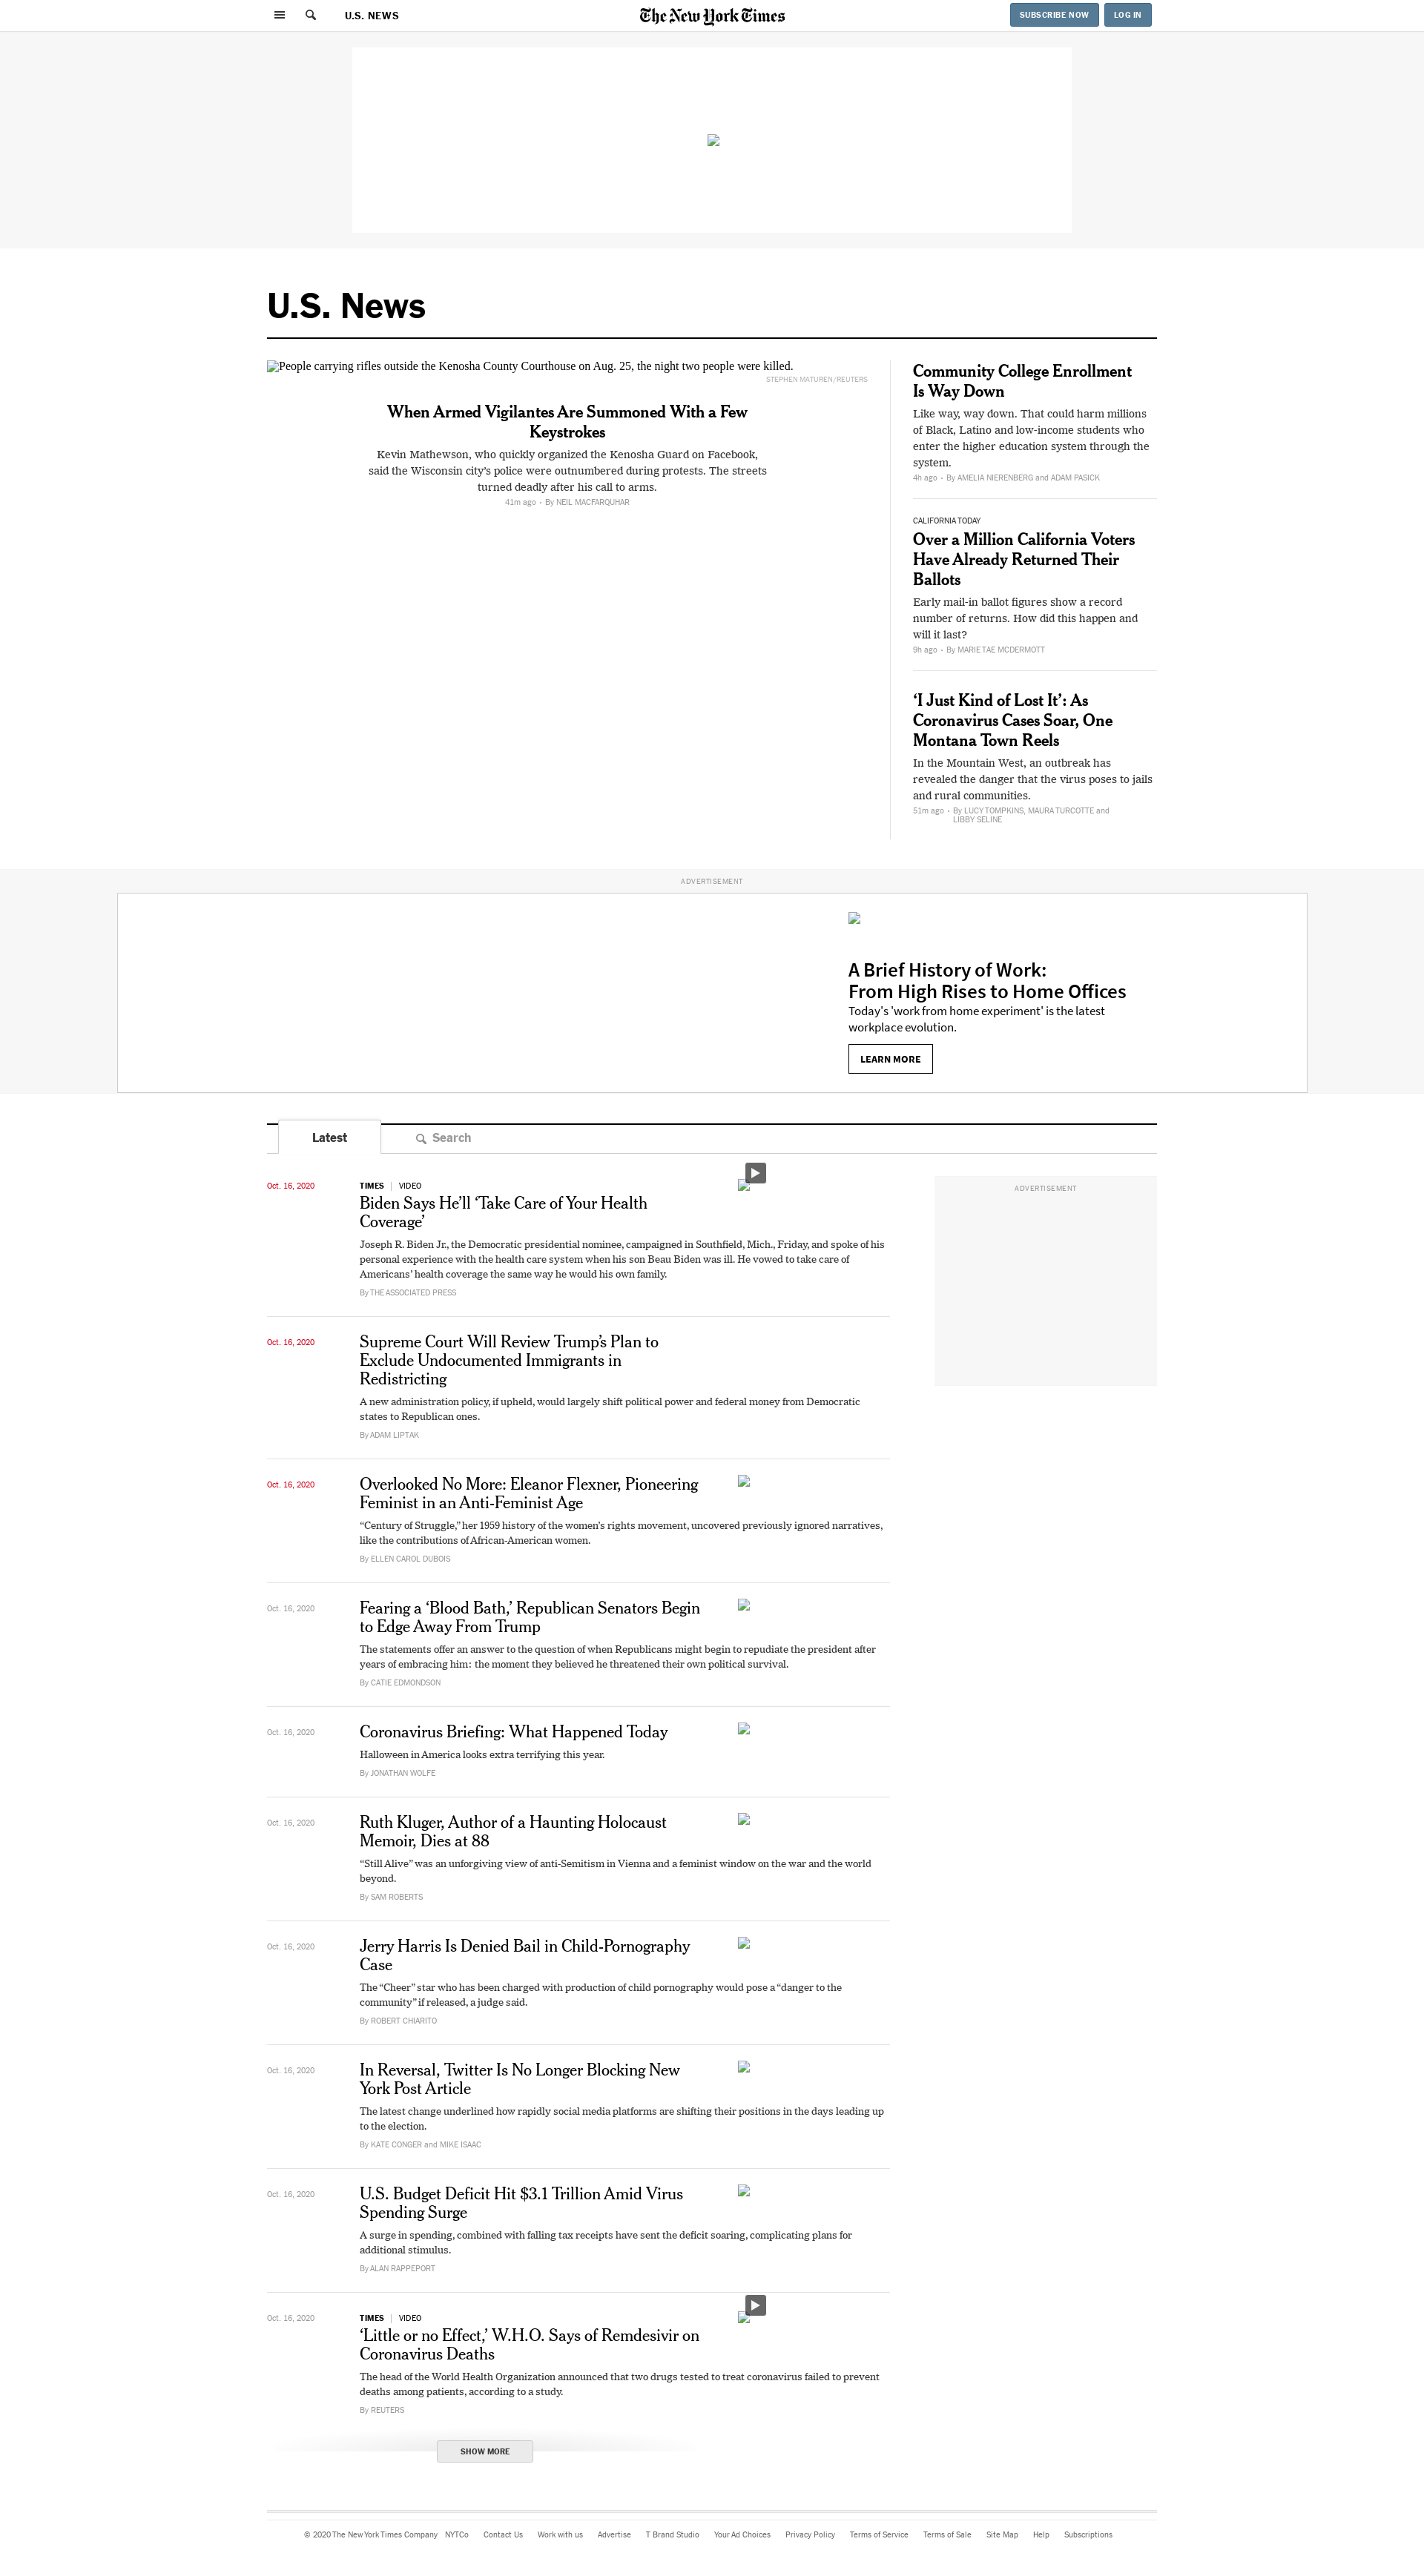 U.S. NEWS
The New York Times
SUBSCRIBE NOW
LOG IN
U.S. News
People carrying rifles outside the Kenosha County Courthouse on Aug. 25, the night two people were killed.
STEPHEN MATUREN/REUTERS
When Armed Vigilantes Are Summoned With a Few
Keystrokes
Kevin Mathewson, who quickly organized the Kenosha Guard on Facebook,
said the Wisconsin city’s police were outnumbered during protests. The streets
turned deadly after his call to arms.
41m ago • By NEIL MACFARQUHAR
Community College Enrollment
Is Way Down
Like way, way down. That could harm millions
of Black, Latino and low-income students who
enter the higher education system through the
system.
4h ago • By AMELIA NIERENBERG and ADAM PASICK
CALIFORNIA TODAY
Over a Million California Voters
Have Already Returned Their
Ballots
Early mail-in ballot figures show a record
number of returns. How did this happen and
will it last?
9h ago • By MARIE TAE MCDERMOTT
‘I Just Kind of Lost It’: As
Coronavirus Cases Soar, One
Montana Town Reels
In the Mountain West, an outbreak has
revealed the danger that the virus poses to jails
and rural communities.
51m ago • By LUCY TOMPKINS, MAURA TURCOTTE and
LIBBY SELINE
ADVERTISEMENT
A Brief History of Work:
From High Rises to Home Offices
Today's 'work from home experiment' is the latest
workplace evolution.
LEARN MORE
Latest
Search
ADVERTISEMENT
Oct. 16, 2020
TIMES | VIDEO
Biden Says He’ll ‘Take Care of Your Health
Coverage’
Joseph R. Biden Jr., the Democratic presidential nominee, campaigned in Southfield, Mich., Friday, and spoke of his
personal experience with the health care system when his son Beau Biden was ill. He vowed to take care of
Americans’ health coverage the same way he would his own family.
By THE ASSOCIATED PRESS
Oct. 16, 2020
Supreme Court Will Review Trump’s Plan to
Exclude Undocumented Immigrants in
Redistricting
A new administration policy, if upheld, would largely shift political power and federal money from Democratic
states to Republican ones.
By ADAM LIPTAK
Oct. 16, 2020
Overlooked No More: Eleanor Flexner, Pioneering
Feminist in an Anti-Feminist Age
“Century of Struggle,” her 1959 history of the women’s rights movement, uncovered previously ignored narratives,
like the contributions of African-American women.
By ELLEN CAROL DUBOIS
Oct. 16, 2020
Fearing a ‘Blood Bath,’ Republican Senators Begin
to Edge Away From Trump
The statements offer an answer to the question of when Republicans might begin to repudiate the president after
years of embracing him: the moment they believed he threatened their own political survival.
By CATIE EDMONDSON
Oct. 16, 2020
Coronavirus Briefing: What Happened Today
Halloween in America looks extra terrifying this year.
By JONATHAN WOLFE
Oct. 16, 2020
Ruth Kluger, Author of a Haunting Holocaust
Memoir, Dies at 88
“Still Alive” was an unforgiving view of anti-Semitism in Vienna and a feminist window on the war and the world
beyond.
By SAM ROBERTS
Oct. 16, 2020
Jerry Harris Is Denied Bail in Child-Pornography
Case
The “Cheer” star who has been charged with production of child pornography would pose a “danger to the
community” if released, a judge said.
By ROBERT CHIARITO
Oct. 16, 2020
In Reversal, Twitter Is No Longer Blocking New
York Post Article
The latest change underlined how rapidly social media platforms are shifting their positions in the days leading up
to the election.
By KATE CONGER and MIKE ISAAC
Oct. 16, 2020
U.S. Budget Deficit Hit $3.1 Trillion Amid Virus
Spending Surge
A surge in spending, combined with falling tax receipts have sent the deficit soaring, complicating plans for
additional stimulus.
By ALAN RAPPEPORT
Oct. 16, 2020
TIMES | VIDEO
‘Little or no Effect,’ W.H.O. Says of Remdesivir on
Coronavirus Deaths
The head of the World Health Organization announced that two drugs tested to treat coronavirus failed to prevent
deaths among patients, according to a study.
By REUTERS
SHOW MORE
© 2020 The New York Times Company NYTCo Contact Us Work with us Advertise T Brand Studio Your Ad Choices Privacy Policy Terms of Service Terms of Sale Site Map Help Subscriptions